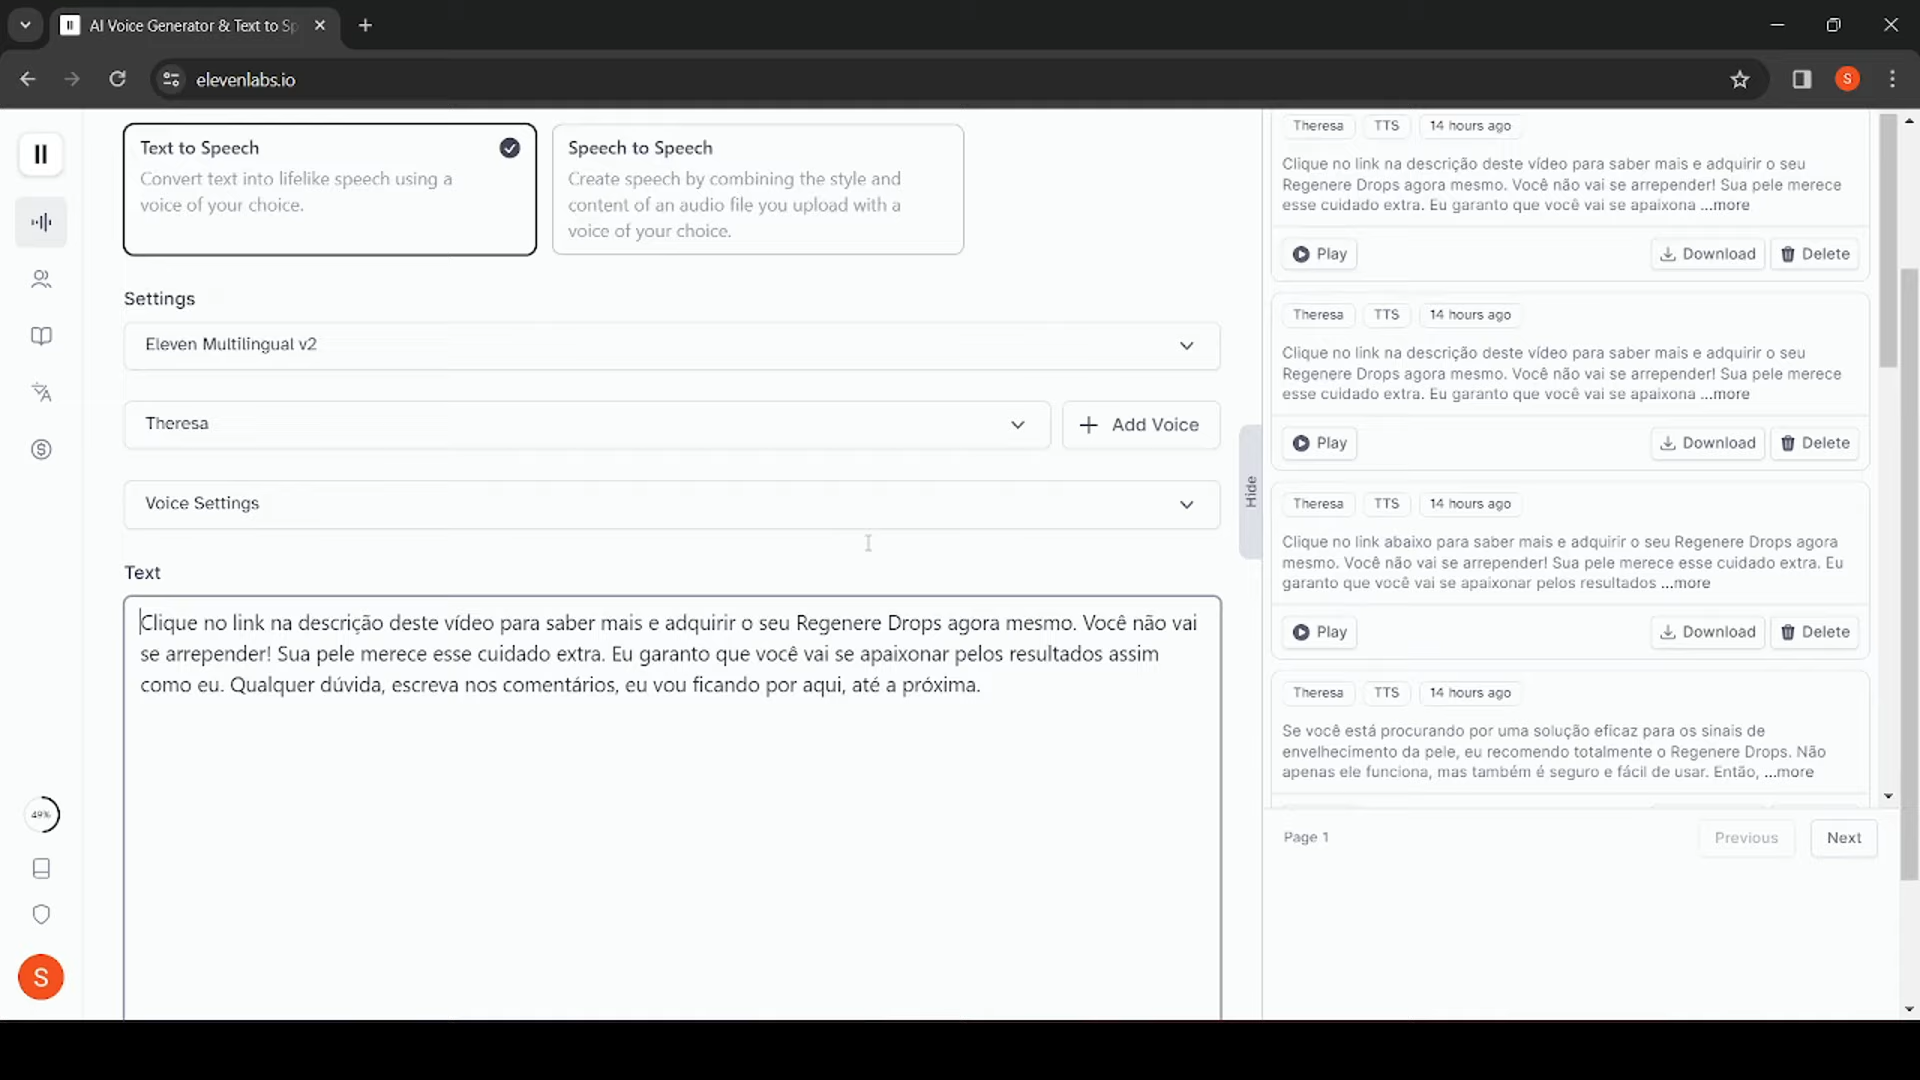 AI Voice Generator & Text to Sp
elevenlabs.io
Text to Speech
Convert text into lifelike speech using a
voice of your choice.
Speech to Speech
Create speech by combining the style and
content of an audio file you upload with a
voice of your choice.
Settings
Eleven Multilingual v2
Theresa
Add Voice
Voice Settings
Text
Clique no link na descrição deste vídeo para saber mais e adquirir o seu Regenere Drops agora mesmo. Você não vai
se arrepender! Sua pele merece esse cuidado extra. Eu garanto que você vai se apaixonar pelos resultados assim
como eu. Qualquer dúvida, escreva nos comentários, eu vou ficando por aqui, até a próxima.
49%
S
Hide
Theresa TTS 14 hours ago
Clique no link na descrição deste vídeo para saber mais e adquirir o seu
Regenere Drops agora mesmo. Você não vai se arrepender! Sua pele merece
esse cuidado extra. Eu garanto que você vai se apaixona ...more
Play Download Delete
Theresa TTS 14 hours ago
Clique no link na descrição deste vídeo para saber mais e adquirir o seu
Regenere Drops agora mesmo. Você não vai se arrepender! Sua pele merece
esse cuidado extra. Eu garanto que você vai se apaixona ...more
Play Download Delete
Theresa TTS 14 hours ago
Clique no link abaixo para saber mais e adquirir o seu Regenere Drops agora
mesmo. Você não vai se arrepender! Sua pele merece esse cuidado extra. Eu
garanto que você vai se apaixonar pelos resultados ...more
Play Download Delete
Theresa TTS 14 hours ago
Se você está procurando por uma solução eficaz para os sinais de
envelhecimento da pele, eu recomendo totalmente o Regenere Drops. Não
apenas ele funciona, mas também é seguro e fácil de usar. Então, ...more
Page 1
Previous Next
S